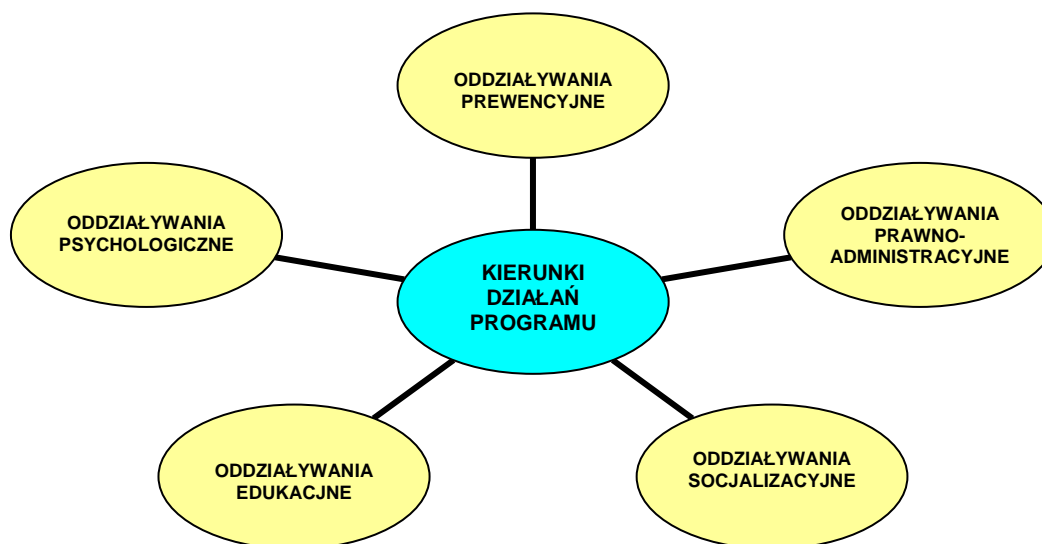 ODDZIAŁYWANIA
PREWENCYJNE
ODDZIAŁYWANIA
PSYCHOLOGICZNE
ODDZIAŁYWANIA
PRAWNO-
ADMINISTRACYJNE
KIERUNKI
DZIAŁAŃ
PROGRAMU
ODDZIAŁYWANIA
EDUKACJNE
ODDZIAŁYWANIA
SOCJALIZACYJNE